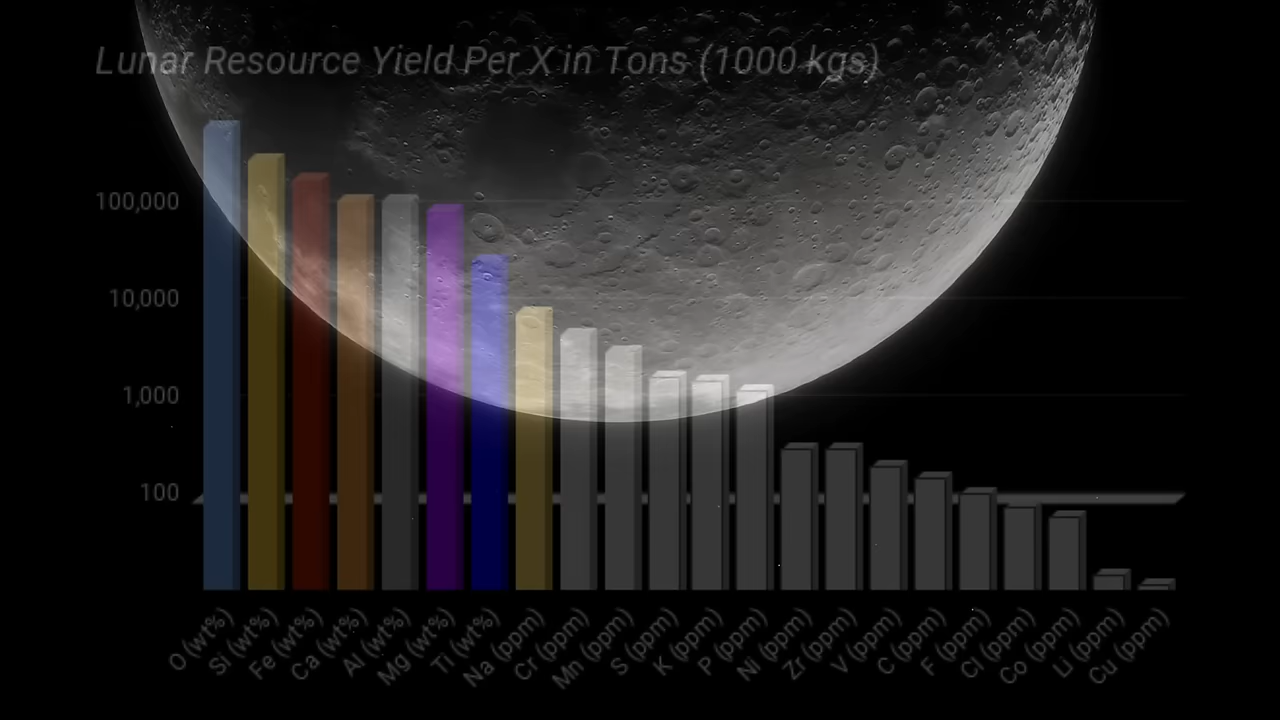 Lunar Resource Yield Per X in Tons (1000 kgs)
100,000
10,000
1,000
100
O (wt%)
Si (wt%)
Fe (wt%)
Ca (wt%)
Al (wt%)
Mg (wt%)
Ti (wt%)
Na (ppm)
Cr (ppm)
Mn (ppm)
S (ppm)
K (ppm)
P (ppm)
Ni (ppm)
Zr (ppm)
V (ppm)
C (ppm)
F (ppm)
Cl (ppm)
Co (ppm)
Li (ppm)
Cu (ppm)